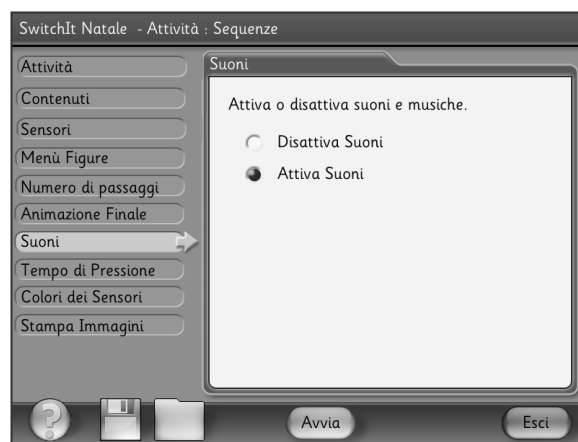 SwitchIt Natale - Attività : Sequenze
Attività
Contenuti
Sensori
Menù Figure
Numero di passaggi
Animazione Finale
Suoni
Tempo di Pressione
Colori dei Sensori
Stampa Immagini
Suoni
Attiva o disattiva suoni e musiche.
Disattiva Suoni
Attiva Suoni
?
Avvia
Esci